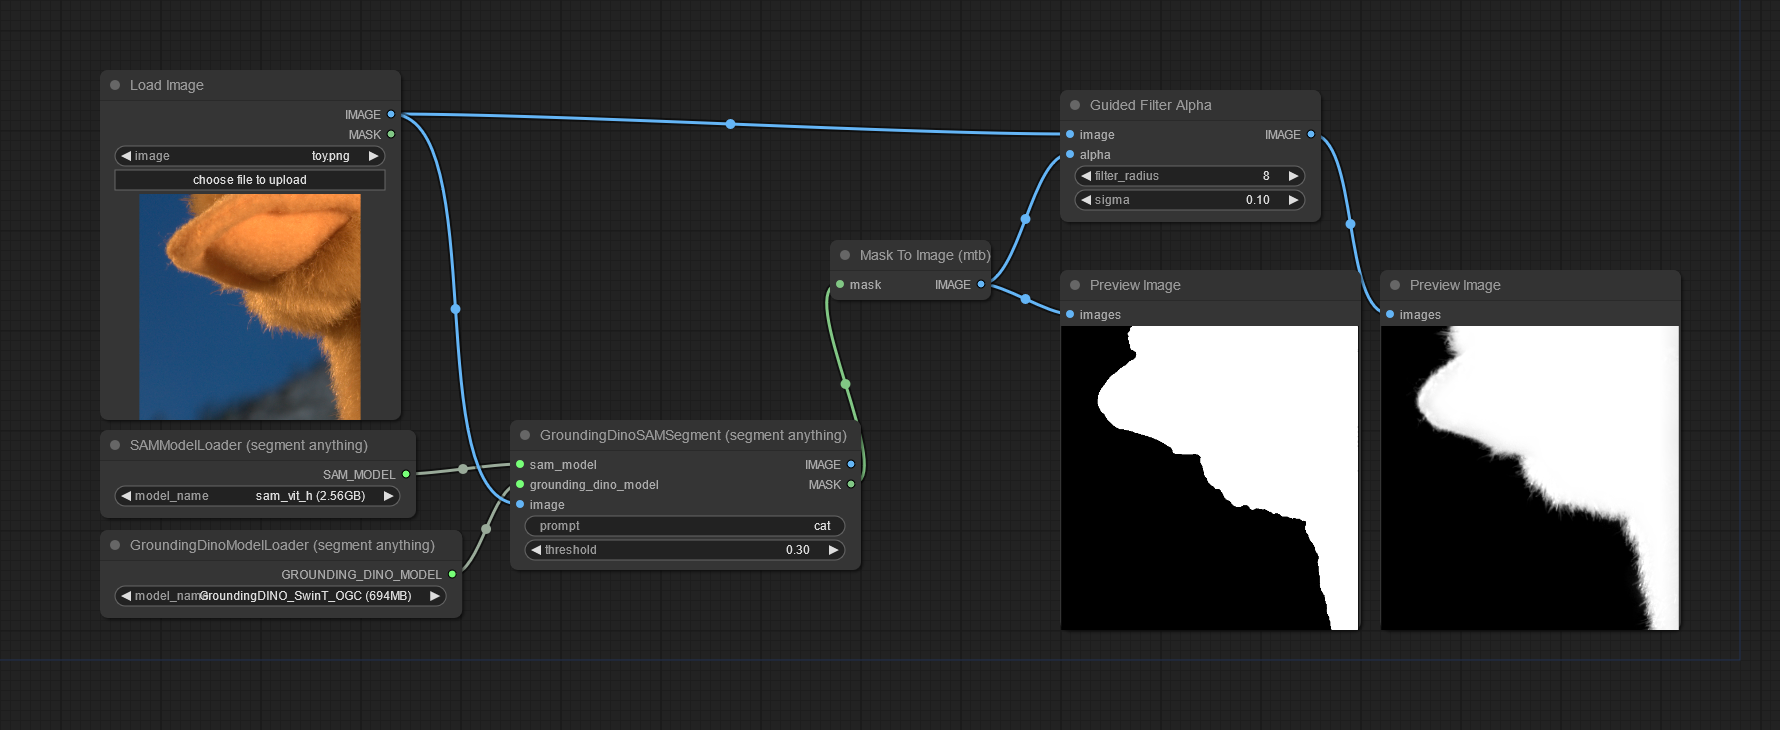 Load Image
IMAGE
MASK
image toy.png
choose file to upload
SAMModelLoader (segment anything)
SAM_MODEL
model_name sam_vit_h (2.56GB)
GroundingDinoModelLoader (segment anything)
GROUNDING_DINO_MODEL
model_nam GroundingDINO_SwinT_OGC (694MB)
GroundingDinoSAMSegment (segment anything)
sam_model IMAGE
grounding_dino_model MASK
image
prompt cat
threshold 0.30
Mask To Image (mtb)
mask IMAGE
Guided Filter Alpha
image IMAGE
alpha
filter_radius 8
sigma 0.10
Preview Image
images
Preview Image
images